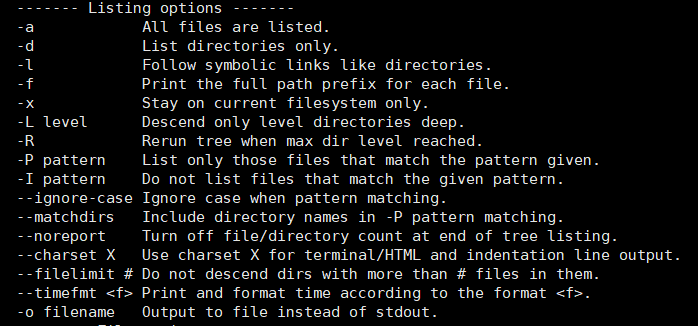 ------- Listing options -------
-a            All files are listed.
-d            List directories only.
-l            Follow symbolic links like directories.
-f            Print the full path prefix for each file.
-x            Stay on current filesystem only.
-L level      Descend only level directories deep.
-R            Rerun tree when max dir level reached.
-P pattern    List only those files that match the pattern given.
-I pattern    Do not list files that match the given pattern.
--ignore-case Ignore case when pattern matching.
--matchdirs   Include directory names in -P pattern matching.
--noreport    Turn off file/directory count at end of tree listing.
--charset X   Use charset X for terminal/HTML and indentation line output.
--filelimit # Do not descend dirs with more than # files in them.
--timefmt <f> Print and format time according to the format <f>.
-o filename   Output to file instead of stdout.